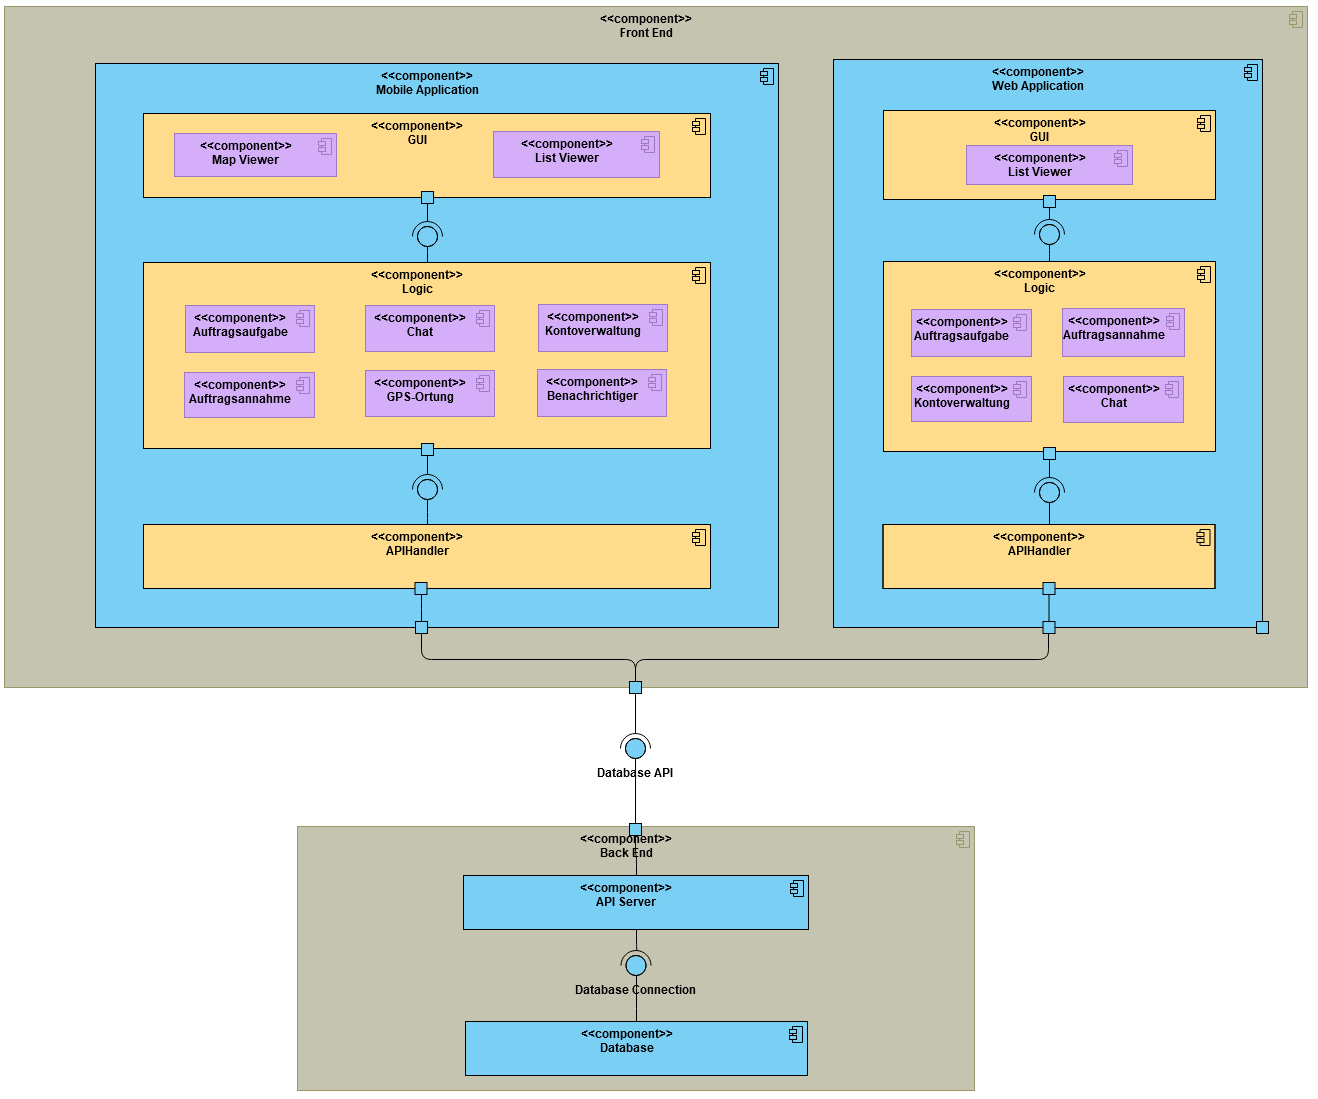 <<component>>
Front End
<<component>>
Mobile Application
<<component>>
GUI
<<component>>
Map Viewer
<<component>>
List Viewer
<<component>>
Logic
<<component>>
Auftragsaufgabe
<<component>>
Chat
<<component>>
Kontoverwaltung
<<component>>
Auftragsannahme
<<component>>
GPS-Ortung
<<component>>
Benachrichtiger
<<component>>
APIHandler
<<component>>
Web Application
<<component>>
GUI
<<component>>
List Viewer
<<component>>
Logic
<<component>>
Auftragsaufgabe
<<component>>
Auftragsannahme
<<component>>
Kontoverwaltung
<<component>>
Chat
<<component>>
APIHandler
Database API
<<component>>
Back End
<<component>>
API Server
Database Connection
<<component>>
Database